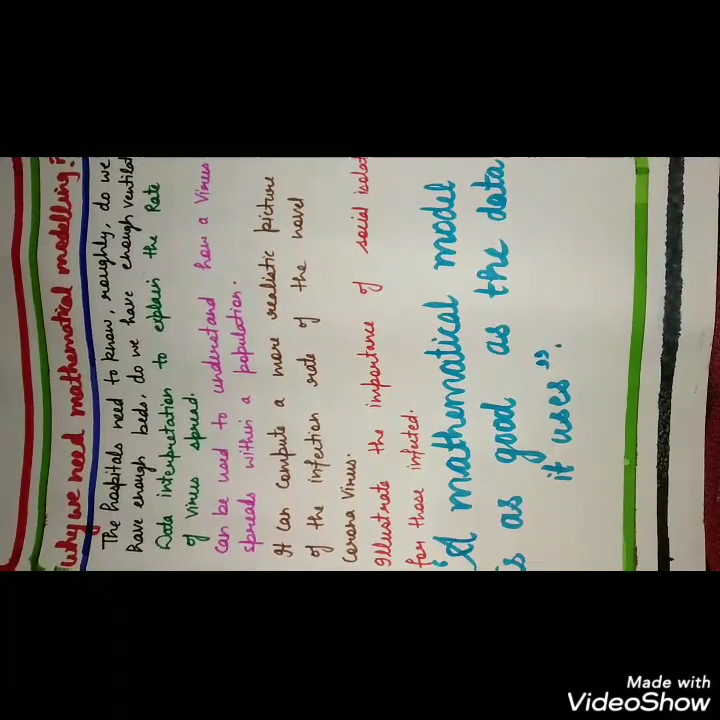 Why we need mathematical modelling?
The hospitals need to know, roughly, do we
have enough beds, do we have enough ventilat
Data interpretation to explain the Rate
of Virus spread.
Can be used to understand how a Virus
spreads within a population.
It can compute a more realistic picture
of the infection rate of the novel
Corona Virus.
Illustrate the importance of social isolat
for those infected.
"A mathematical model
is as good as the data
it uses".
Made with
VideoShow